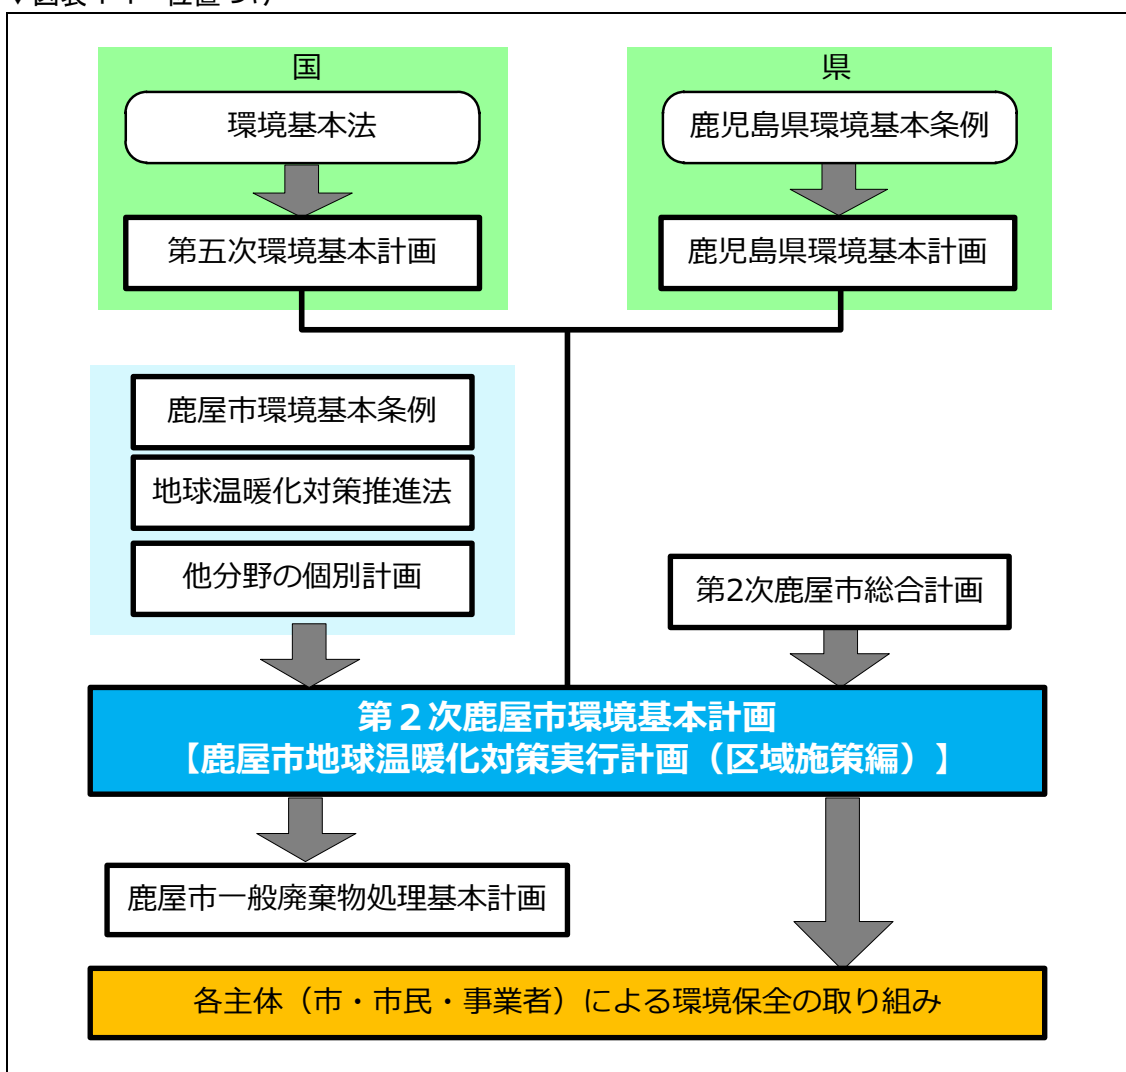 国
環境基本法
第五次環境基本計画
県
鹿児島県環境基本条例
鹿児島県環境基本計画
鹿屋市環境基本条例
地球温暖化対策推進法
他分野の個別計画
第2次鹿屋市総合計画
第２次鹿屋市環境基本計画
【鹿屋市地球温暖化対策実行計画（区域施策編）】
鹿屋市一般廃棄物処理基本計画
各主体（市・市民・事業者）による環境保全の取り組み